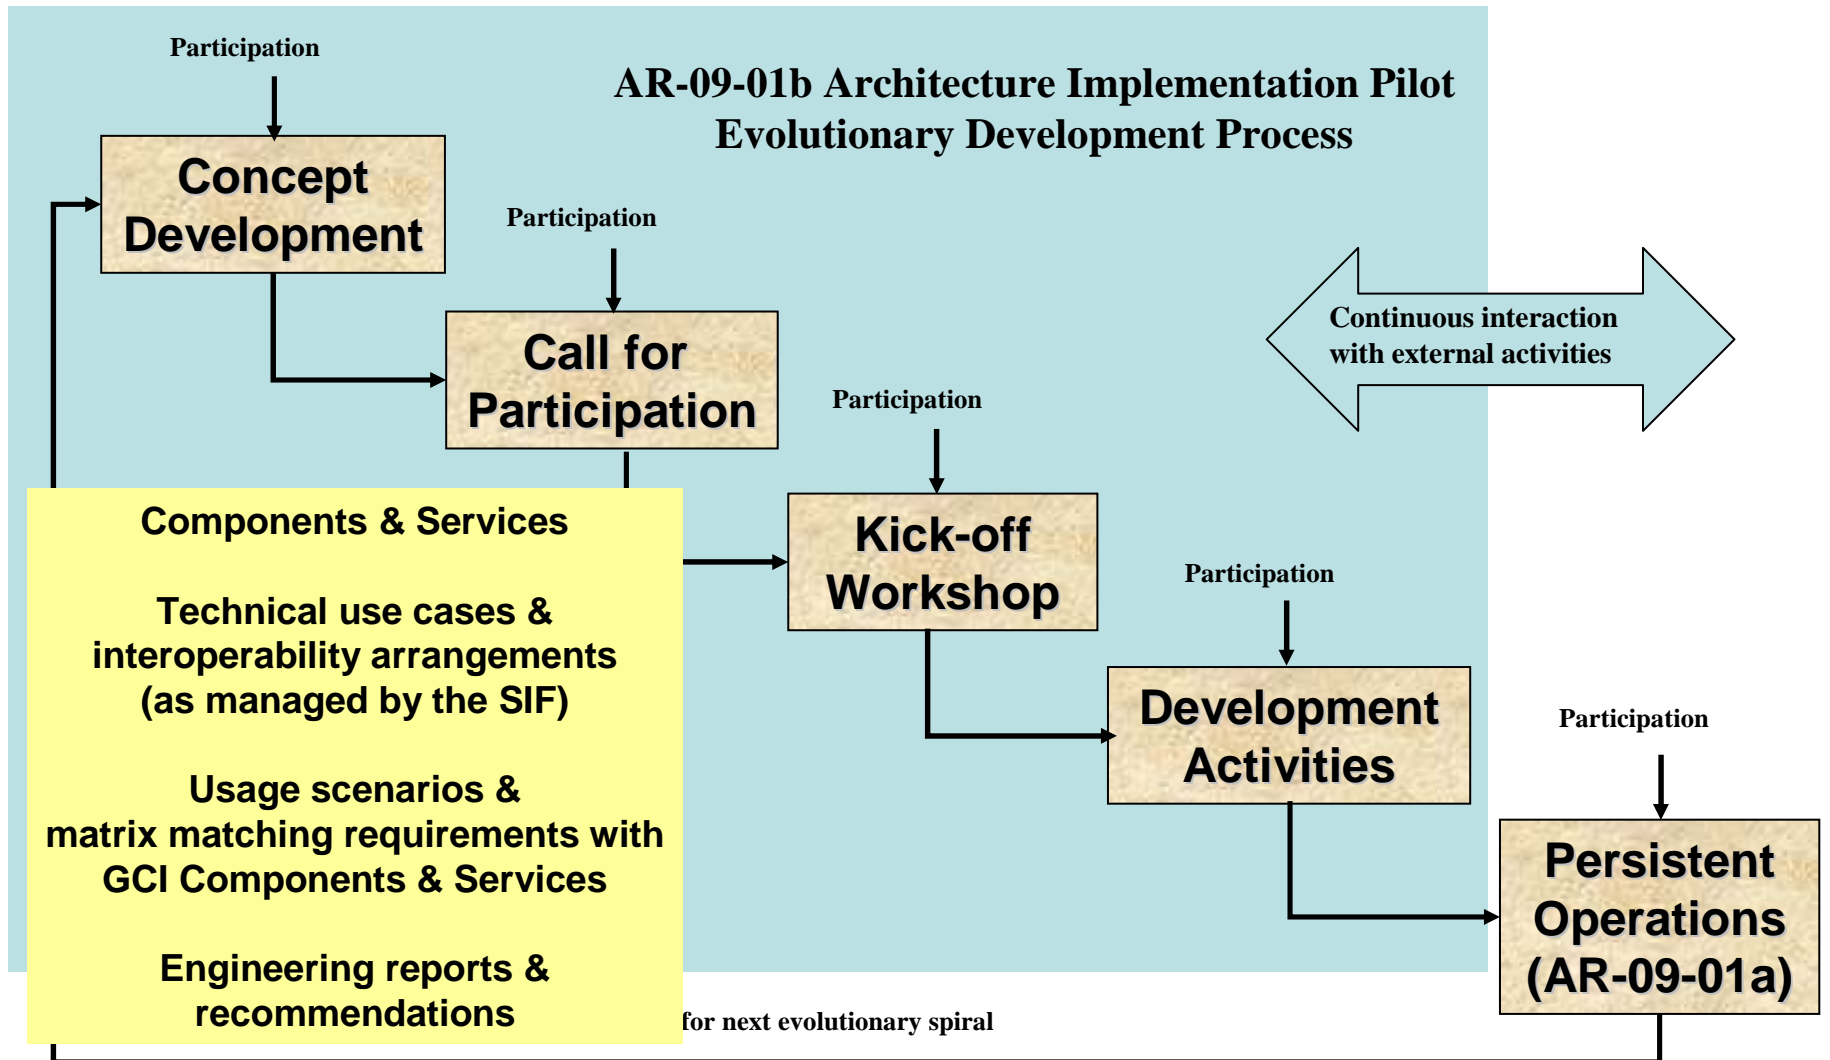 Participation
AR-09-01b Architecture Implementation Pilot
Evolutionary Development Process
Concept
Development
Participation
Call for
Participation
Continuous interaction
with external activities
Participation
Kick-off
Workshop
Components & Services
Technical use cases &
interoperability arrangements
(as managed by the SIF)
Usage scenarios &
matrix matching requirements with
GCI Components & Services
Engineering reports &
recommendations
Participation
Development
Activities
Participation
Persistent
Operations
(AR-09-01a)
for next evolutionary spiral